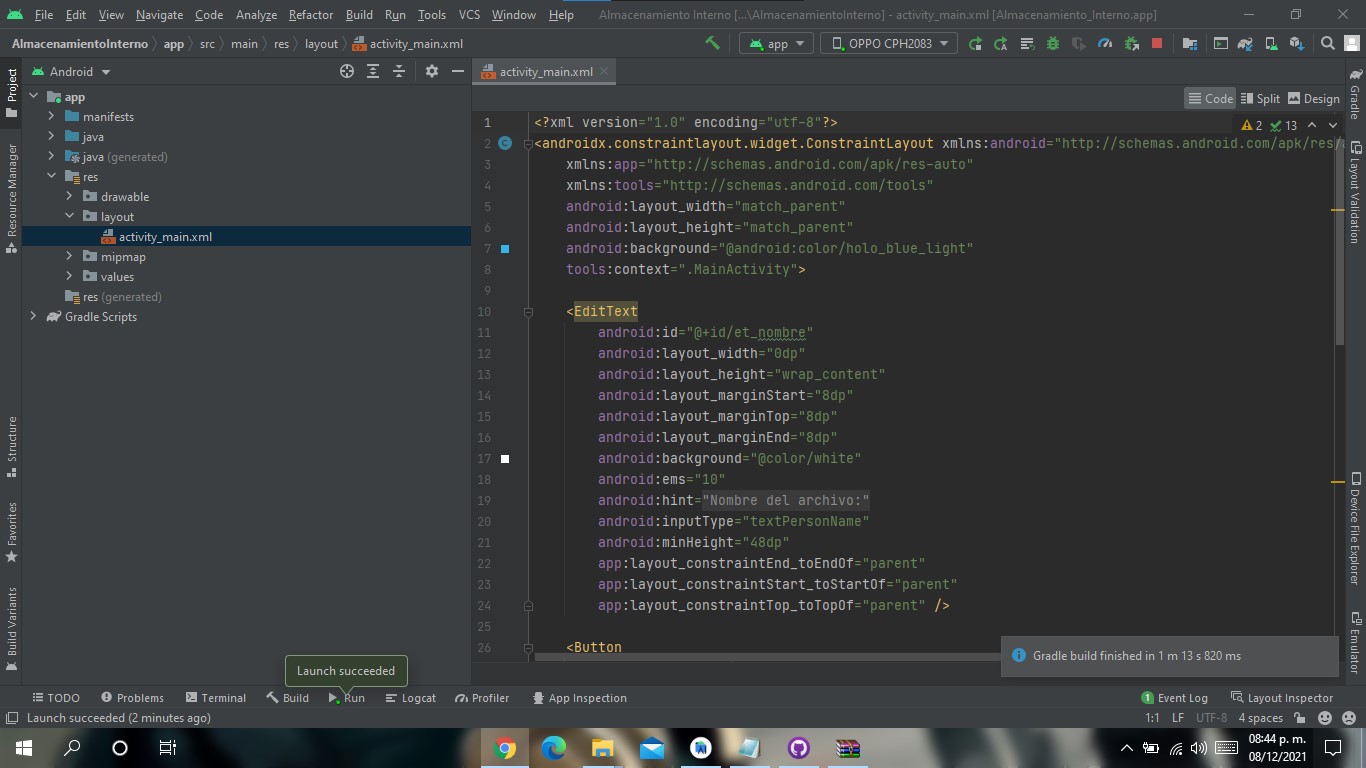 File Edit View Navigate Code Analyze Refactor Build Run Tools VCS Window Help Almacenamiento Interno [...\AlmacenamientoInterno] - activity_main.xml [Almacenamiento_Interno.app]
AlmacenamientoInterno app src main res layout activity_main.xml app OPPO CPH2083
Android
activity_main.xml
Code Split Design
Project
Resource Manager
Structure
Favorites
Build Variants
app
manifests
java
java (generated)
res
drawable
layout
activity_main.xml
mipmap
values
res (generated)
Gradle Scripts
2 13
1 <?xml version="1.0" encoding="utf-8"?>
2 <androidx.constraintlayout.widget.ConstraintLayout xmlns:android="http://schemas.android.com/apk/res/a
3 xmlns:app="http://schemas.android.com/apk/res-auto"
4 xmlns:tools="http://schemas.android.com/tools"
5 android:layout_width="match_parent"
6 android:layout_height="match_parent"
7 android:background="@android:color/holo_blue_light"
8 tools:context=".MainActivity">
9
10 <EditText
11 android:id="@+id/et_nombre"
12 android:layout_width="0dp"
13 android:layout_height="wrap_content"
14 android:layout_marginStart="8dp"
15 android:layout_marginTop="8dp"
16 android:layout_marginEnd="8dp"
17 android:background="@color/white"
18 android:ems="10"
19 android:hint="Nombre del archivo:"
20 android:inputType="textPersonName"
21 android:minHeight="48dp"
22 app:layout_constraintEnd_toEndOf="parent"
23 app:layout_constraintStart_toStartOf="parent"
24 app:layout_constraintTop_toTopOf="parent" />
25
26 <Button
Gradle
Layout Validation
Device File Explorer
Emulator
Gradle build finished in 1 m 13 s 820 ms
Launch succeeded
TODO Problems Terminal Build Run Logcat Profiler App Inspection 1 Event Log Layout Inspector
Launch succeeded (2 minutes ago) 1:1 LF UTF-8 4 spaces
08:44 p. m.
08/12/2021